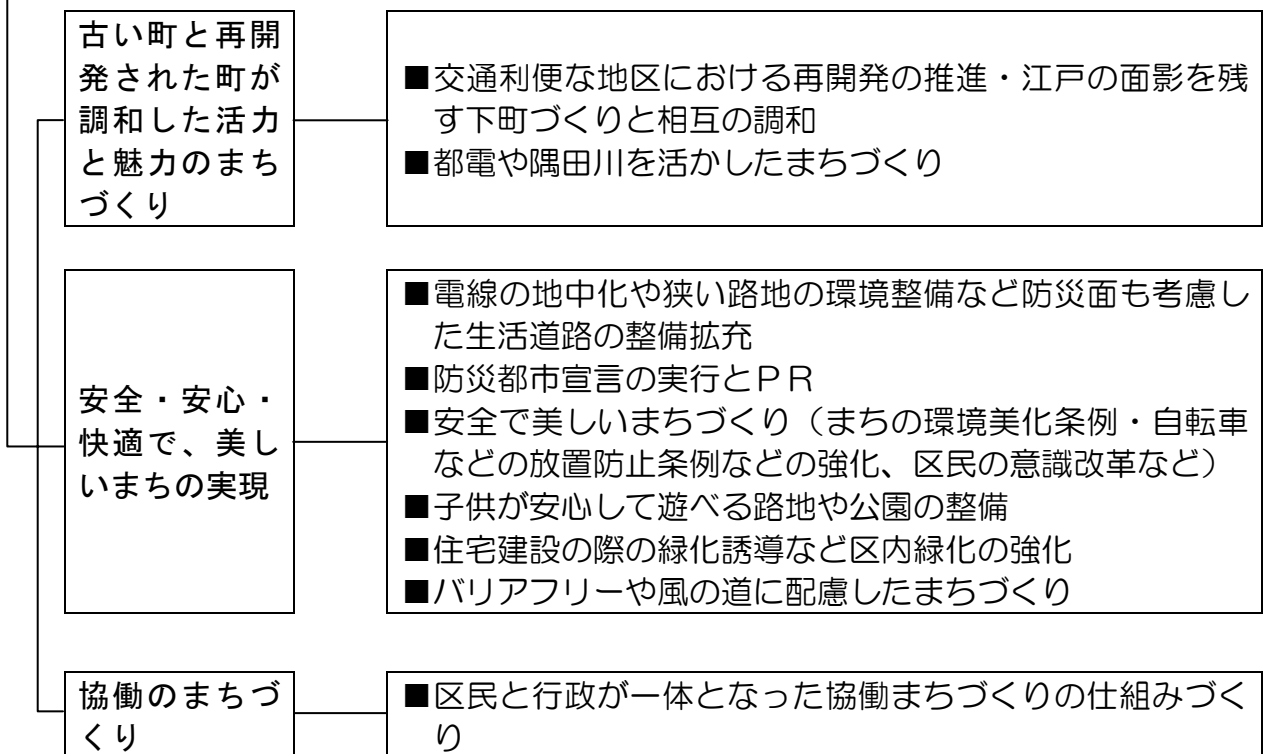 古い町と再開
発された町が
調和した活力
と魅力のまち
づくり
■交通利便な地区における再開発の推進・江戸の面影を残
す下町づくりと相互の調和
■都電や隅田川を活かしたまちづくり
安全・安心・
快適で、美し
いまちの実現
■電線の地中化や狭い路地の環境整備など防災面も考慮し
た生活道路の整備拡充
■防災都市宣言の実行とＰＲ
■安全で美しいまちづくり（まちの環境美化条例・自転車
などの放置防止条例などの強化、区民の意識改革など）
■子供が安心して遊べる路地や公園の整備
■住宅建設の際の緑化誘導など区内緑化の強化
■バリアフリーや風の道に配慮したまちづくり
協働のまちづ
くり
■区民と行政が一体となった協働まちづくりの仕組みづく
り